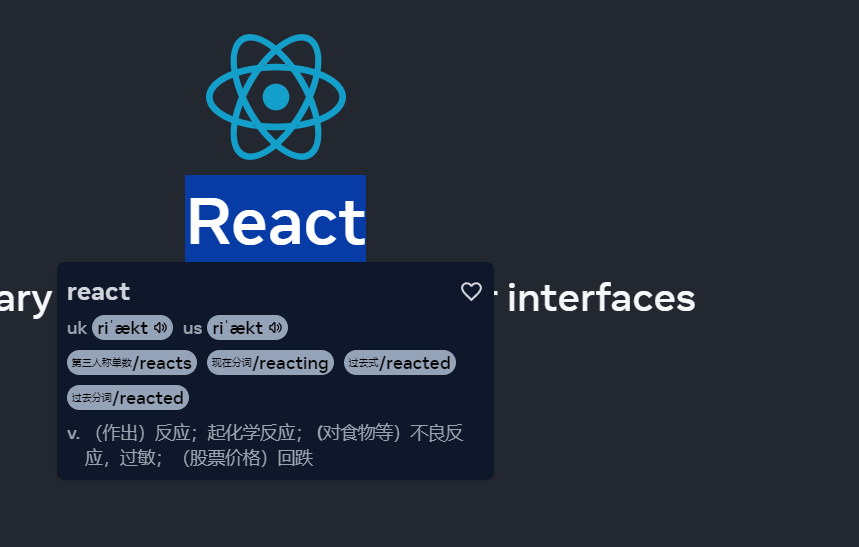 React
ary r interfaces
react
uk riˈækt us riˈækt
第三人称单数/reacts 现在分词/reacting 过去式/reacted
过去分词/reacted
v. （作出）反应；起化学反应； (对食物等）不良反
应，过敏；（股票价格）回跌